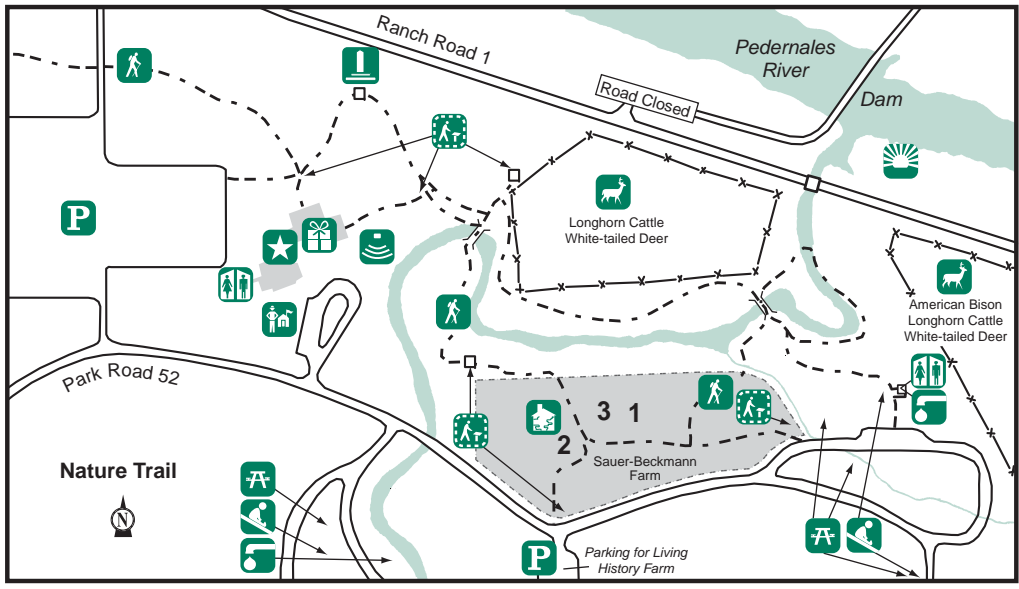 Ranch Road 1
Pedernales
River
Road Closed
Dam
P
Longhorn Cattle
White-tailed Deer
American Bison
Longhorn Cattle
White-tailed Deer
Park Road 52
3 1
2
Sauer-Beckmann
Farm
Nature Trail
N
P
Parking for Living
History Farm